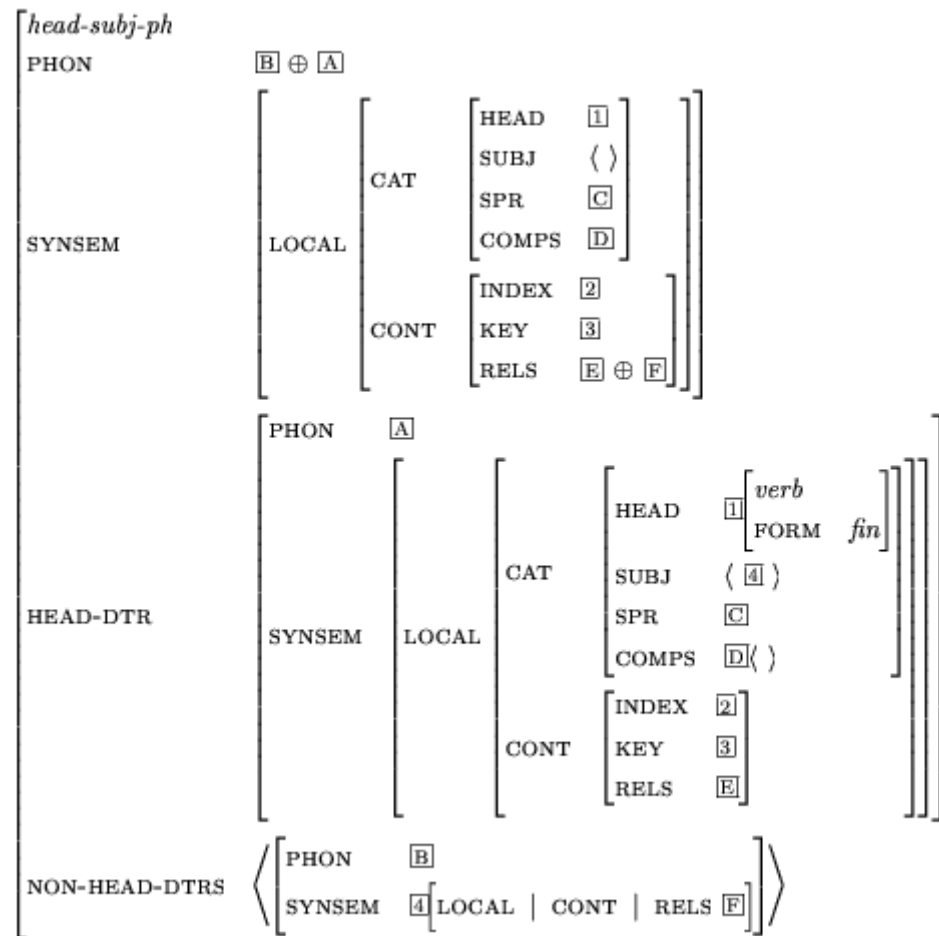 head-subj-ph
PHON B ⊕ A
HEAD 1
SUBJ ⟨ ⟩
CAT
SPR C
COMPS D
SYNSEM LOCAL
INDEX 2
CONT KEY 3
RELS E ⊕ F
PHON A
HEAD 1 verb
FORM fin
CAT
SUBJ ⟨ 4 ⟩
SPR C
HEAD-DTR
SYNSEM LOCAL
COMPS D⟨ ⟩
INDEX 2
CONT KEY 3
RELS E
PHON B
NON-HEAD-DTRS
SYNSEM 4[LOCAL | CONT | RELS F]